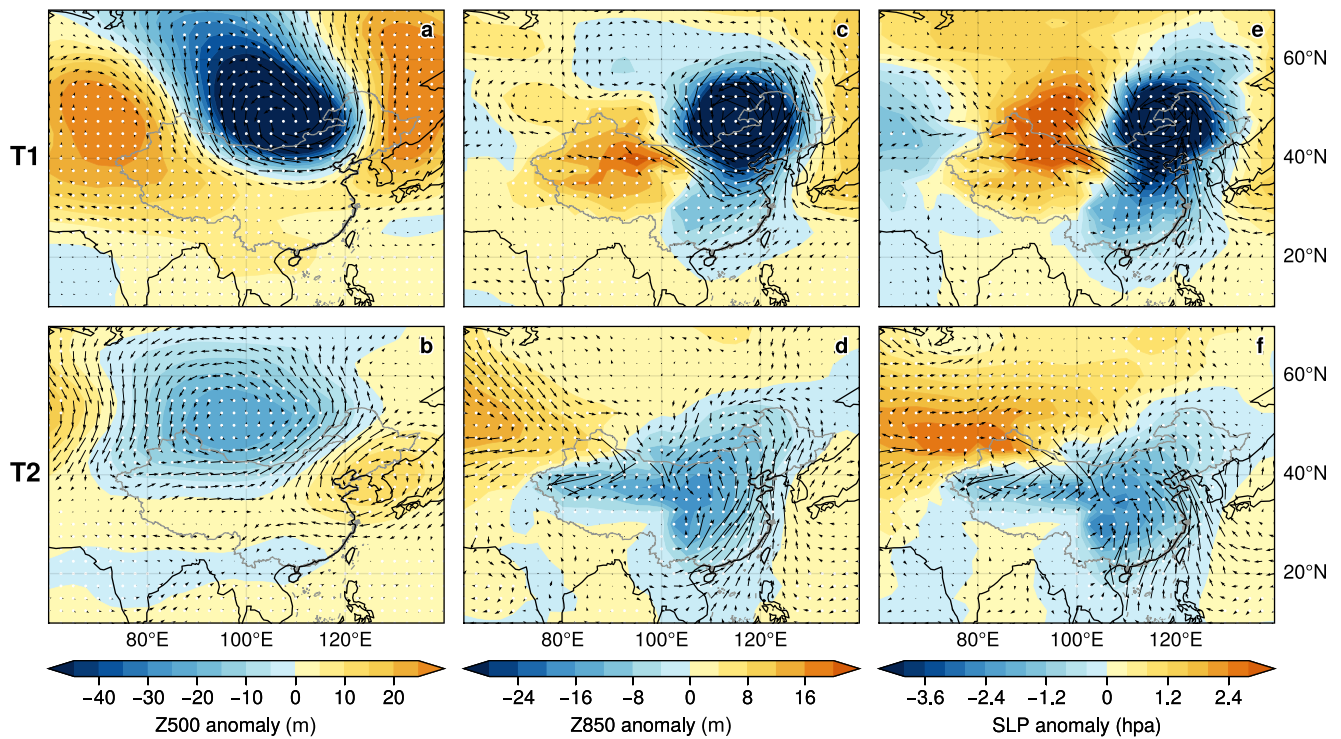 a
c
e
60°N
T1
40°N
20°N
b
d
f
60°N
T2
40°N
20°N
80°E 100°E 120°E 80°E 100°E 120°E 80°E 100°E 120°E
−40 −30 −20 −10 0 10 20 −24 −16 −8 0 8 16 −3.6 −2.4 −1.2 0 1.2 2.4
Z500 anomaly (m) Z850 anomaly (m) SLP anomaly (hpa)